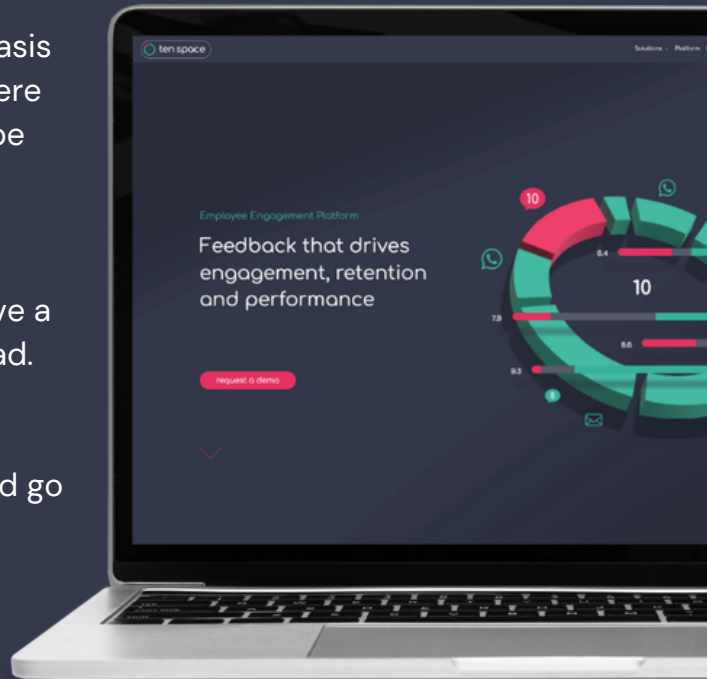 asis
ere
be
ve a
ad.
d go
ten space
Solutions
Platform
Employee Engagement Platform
Feedback that drives
engagement, retention
and performance
request a demo
10
8.4
10
7.9
8.6
9.3